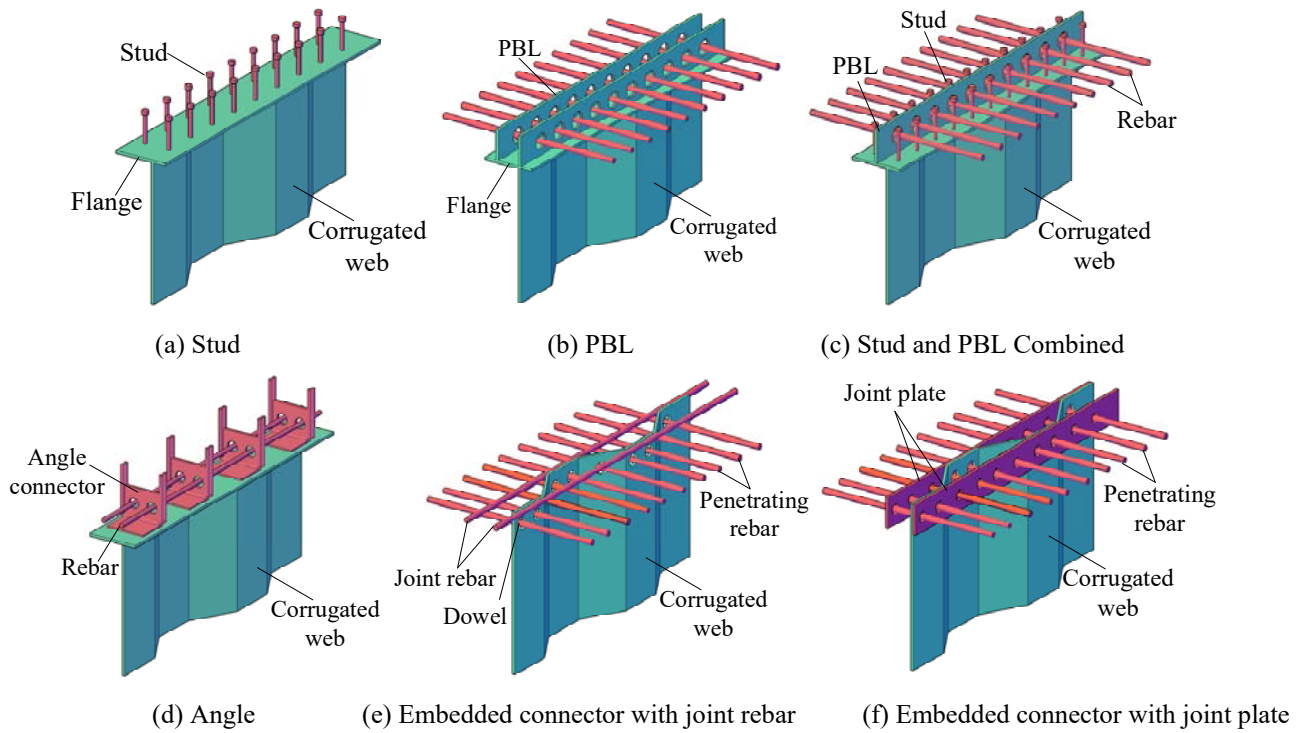 Stud
Flange
Corrugated
web
(a) Stud
PBL
Flange
Corrugated
web
(b) PBL
Stud
PBL
Rebar
Corrugated
web
(c) Stud and PBL Combined
Angle
connector
Rebar
Corrugated
web
(d) Angle
Penetrating
rebar
Joint rebar
Dowel
Corrugated
web
(e) Embedded connector with joint rebar
Joint plate
Penetrating
rebar
Corrugated
web
(f) Embedded connector with joint plate